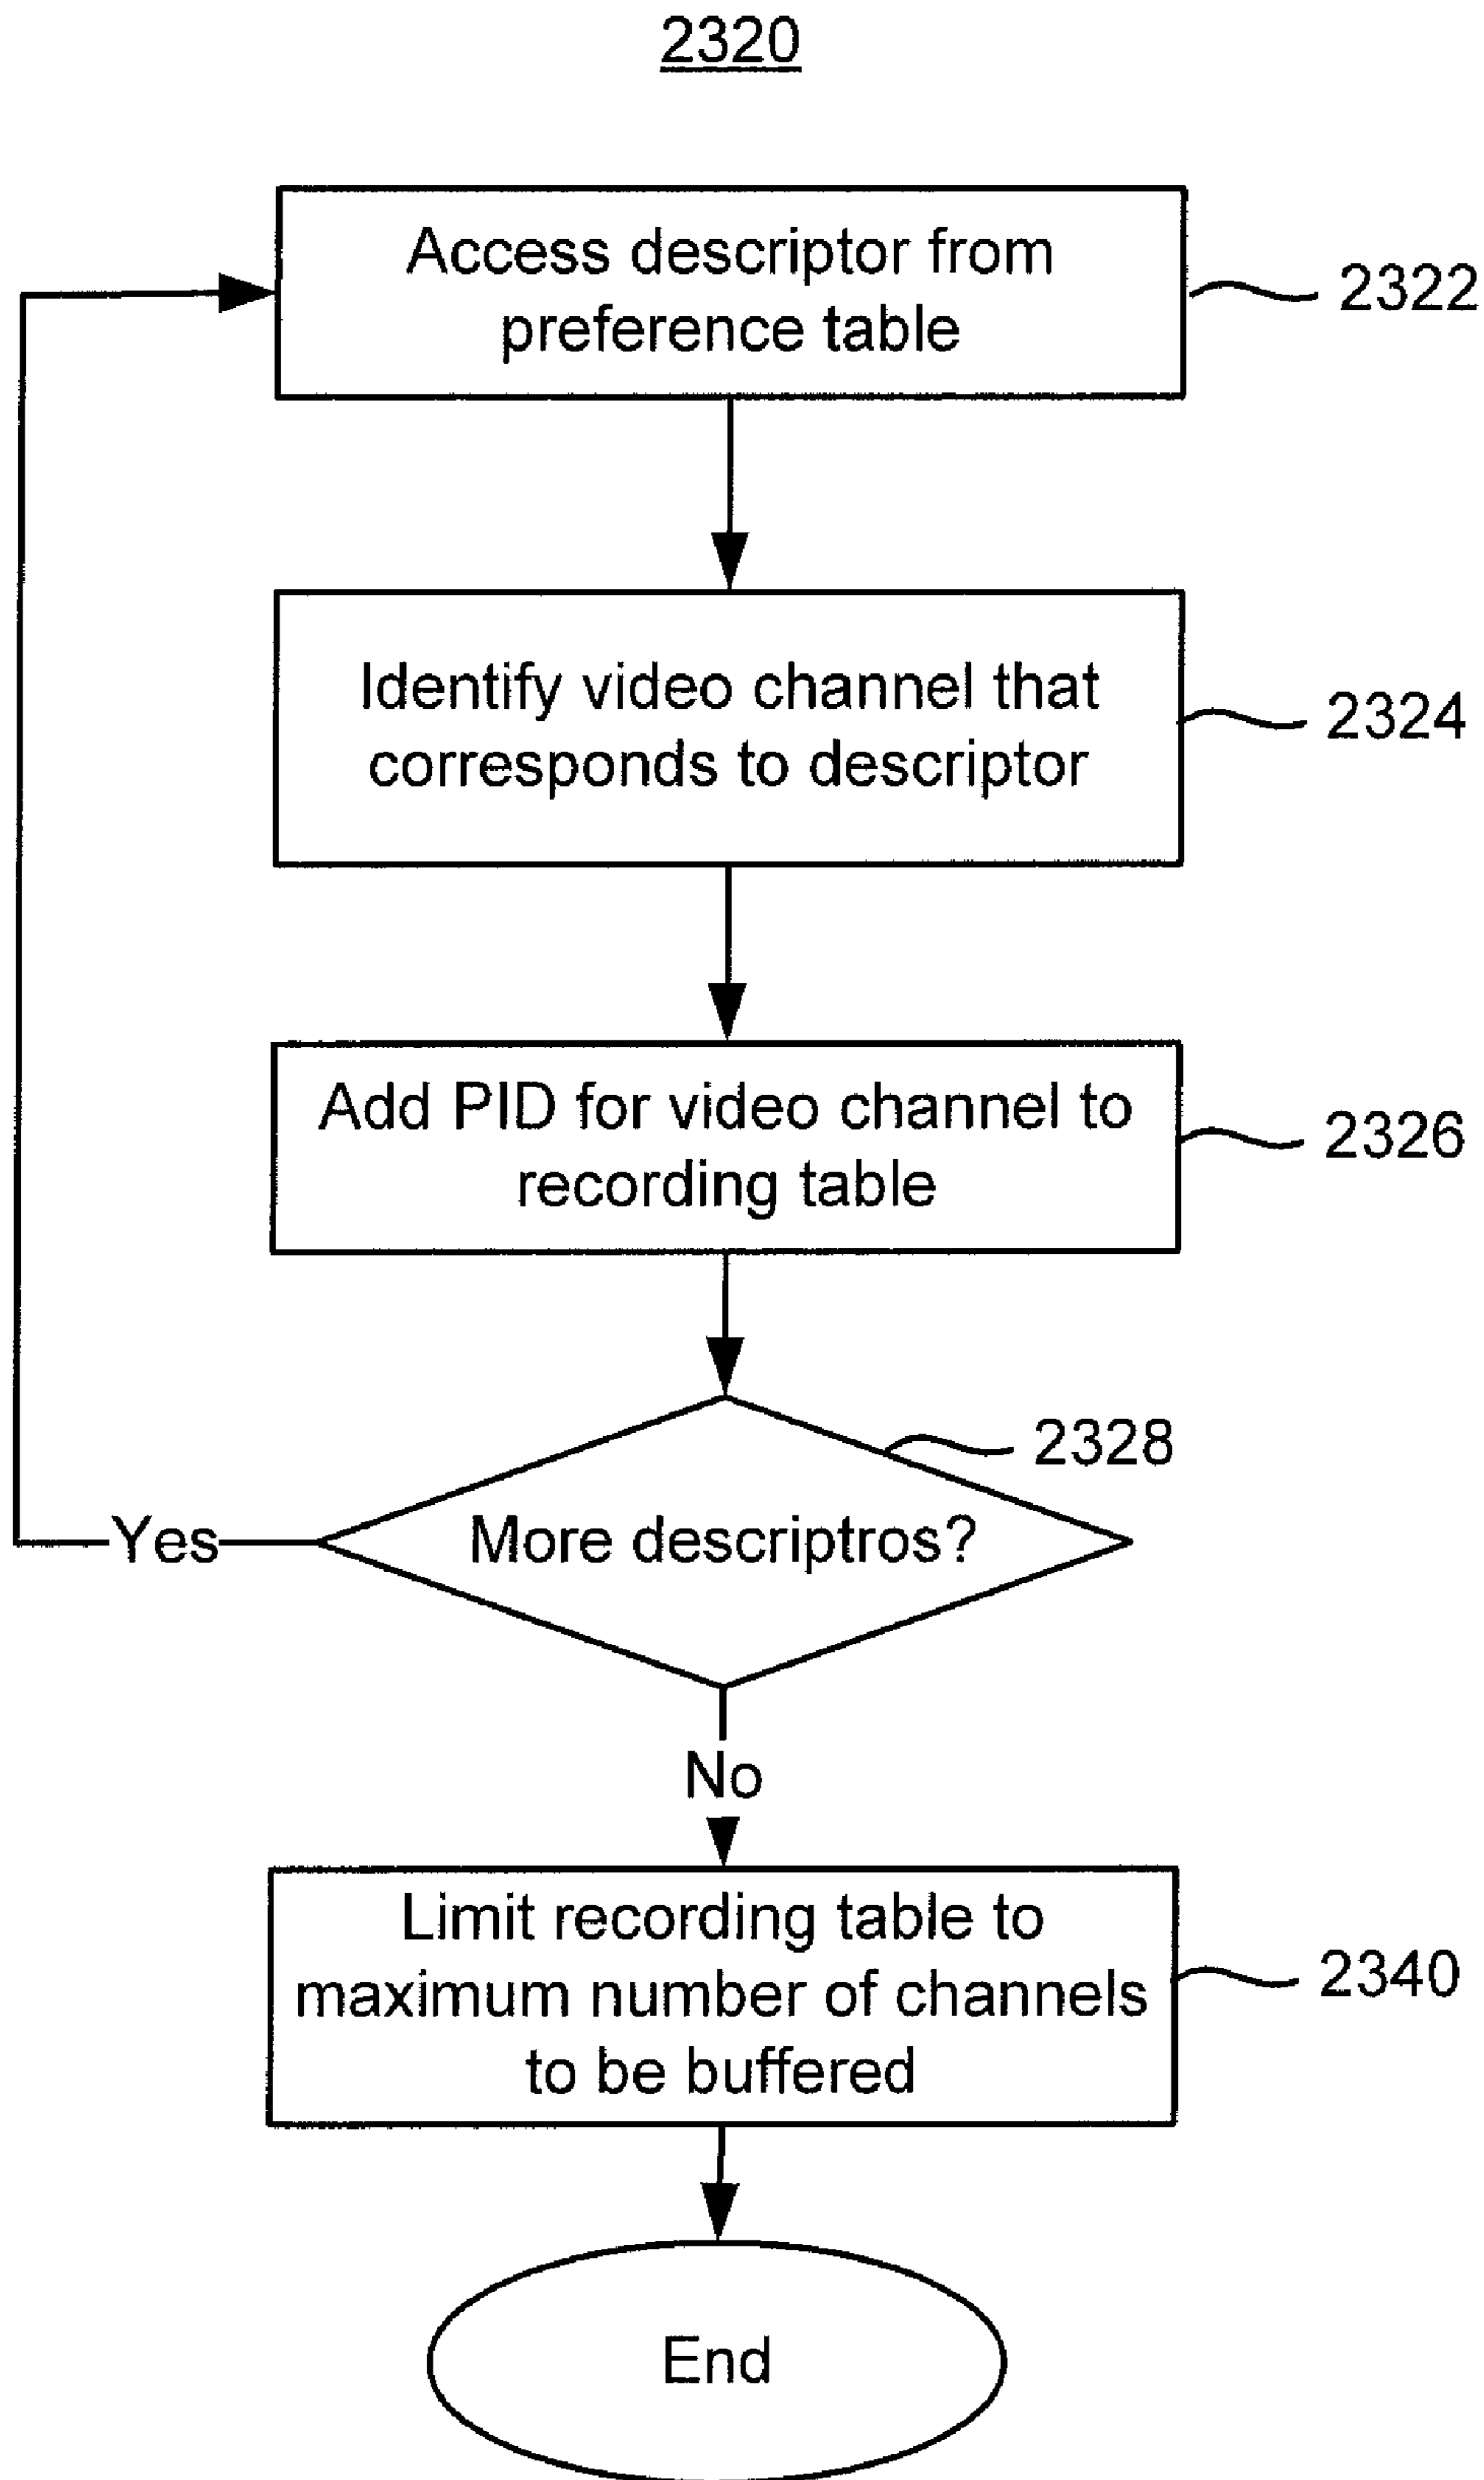 2320
Access descriptor from
preference table
2322
Identify video channel that
corresponds to descriptor
2324
Add PID for video channel to
recording table
2326
2328
More descriptros?
Yes
No
Limit recording table to
maximum number of channels
to be buffered
2340
End